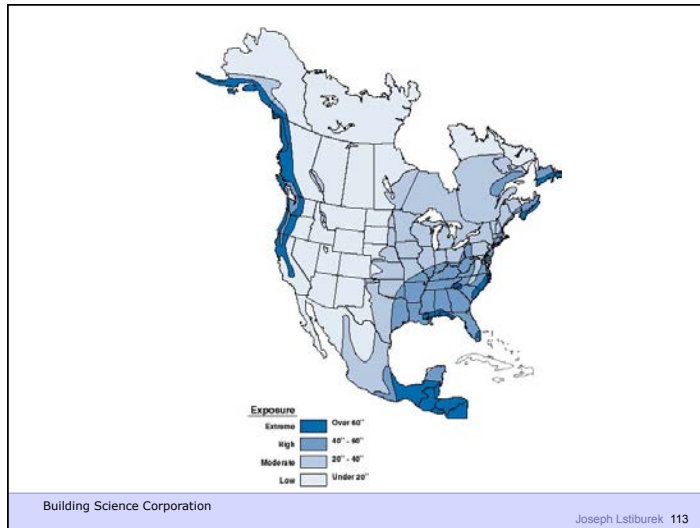 Exposure
Extreme Over 60"
High 40" - 60"
Moderate 20" - 40"
Low Under 20"
Building Science Corporation
Joseph Lstiburek 113